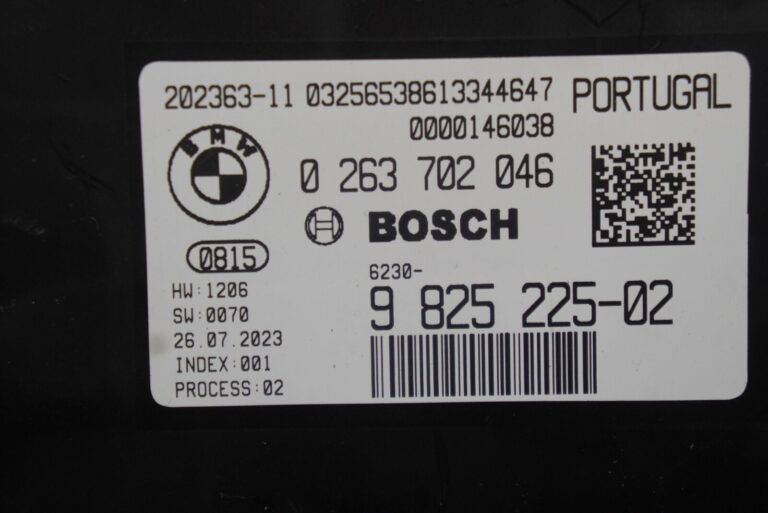 202363-11 03256538613344647 PORTUGAL
0000146038
BMW
0 263 702 046
BOSCH
0815
6230-
9 825 225-02
HW:1206
SW:0070
26.07.2023
INDEX:001
PROCESS:02